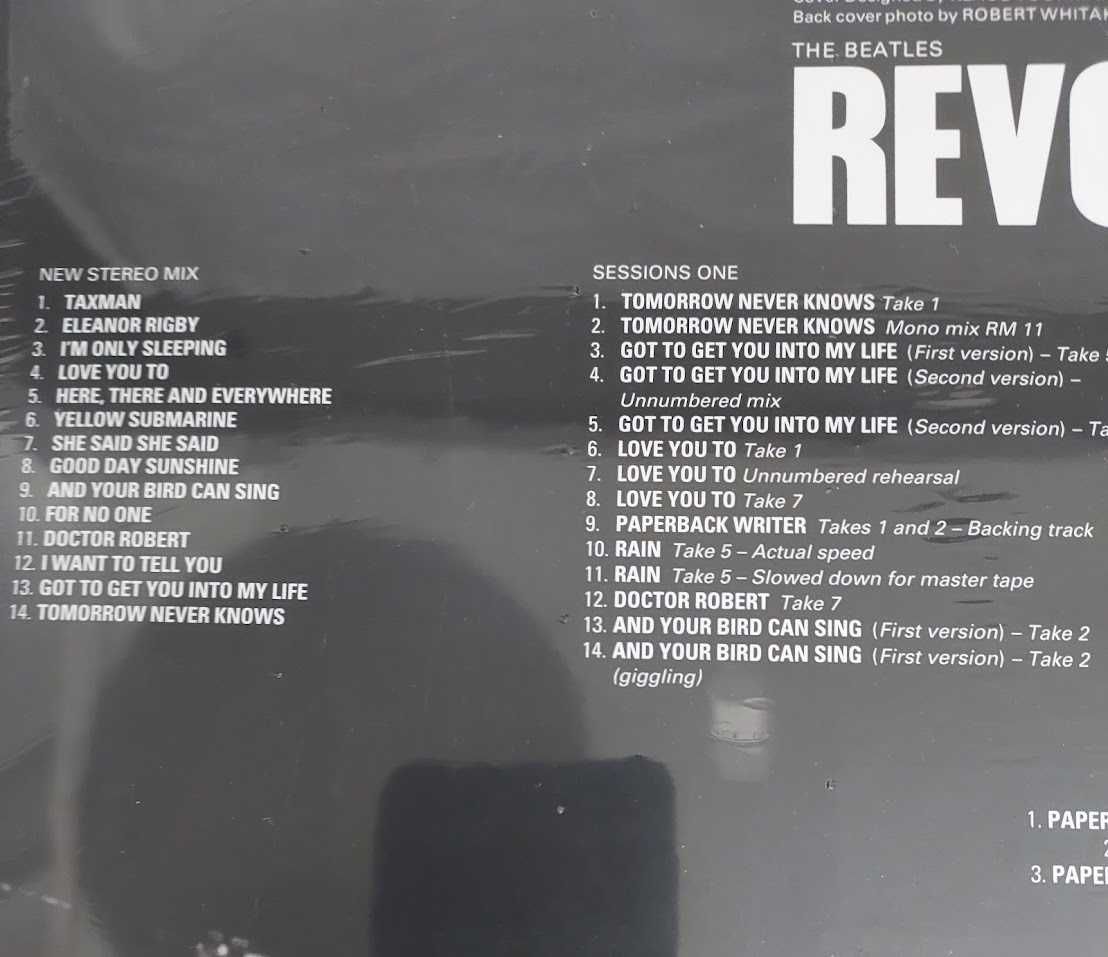 Back cover photo by ROBERT
THE BEATLES
REVO
NEW STEREO MIX
1. TAXMAN
2. ELEANOR RIGBY
3. I'M ONLY SLEEPING
4. LOVE YOU TO
5. HERE, THERE AND EVERYWHERE
6. YELLOW SUBMARINE
7. SHE SAID SHE SAID
8. GOOD DAY SUNSHINE
9. AND YOUR BIRD CAN SING
10. FOR NO ONE
11. DOCTOR ROBERT
12. I WANT TO TELL YOU
13. GOT TO GET YOU INTO MY LIFE
14. TOMORROW NEVER KNOWS
SESSIONS ONE
1. TOMORROW NEVER KNOWS Take 1
2. TOMORROW NEVER KNOWS Mono mix RM 11
3. GOT TO GET YOU INTO MY LIFE (First version) – Take
4. GOT TO GET YOU INTO MY LIFE (Second version) –
Unnumbered mix
5. GOT TO GET YOU INTO MY LIFE (Second version) – Ta
6. LOVE YOU TO Take 1
7. LOVE YOU TO Unnumbered rehearsal
8. LOVE YOU TO Take 7
9. PAPERBACK WRITER Takes 1 and 2 – Backing track
10. RAIN Take 5 – Actual speed
11. RAIN Take 5 – Slowed down for master tape
12. DOCTOR ROBERT Take 7
13. AND YOUR BIRD CAN SING (First version) – Take 2
14. AND YOUR BIRD CAN SING (First version) – Take 2
(giggling)
1. PAPER
2
3. PAPE